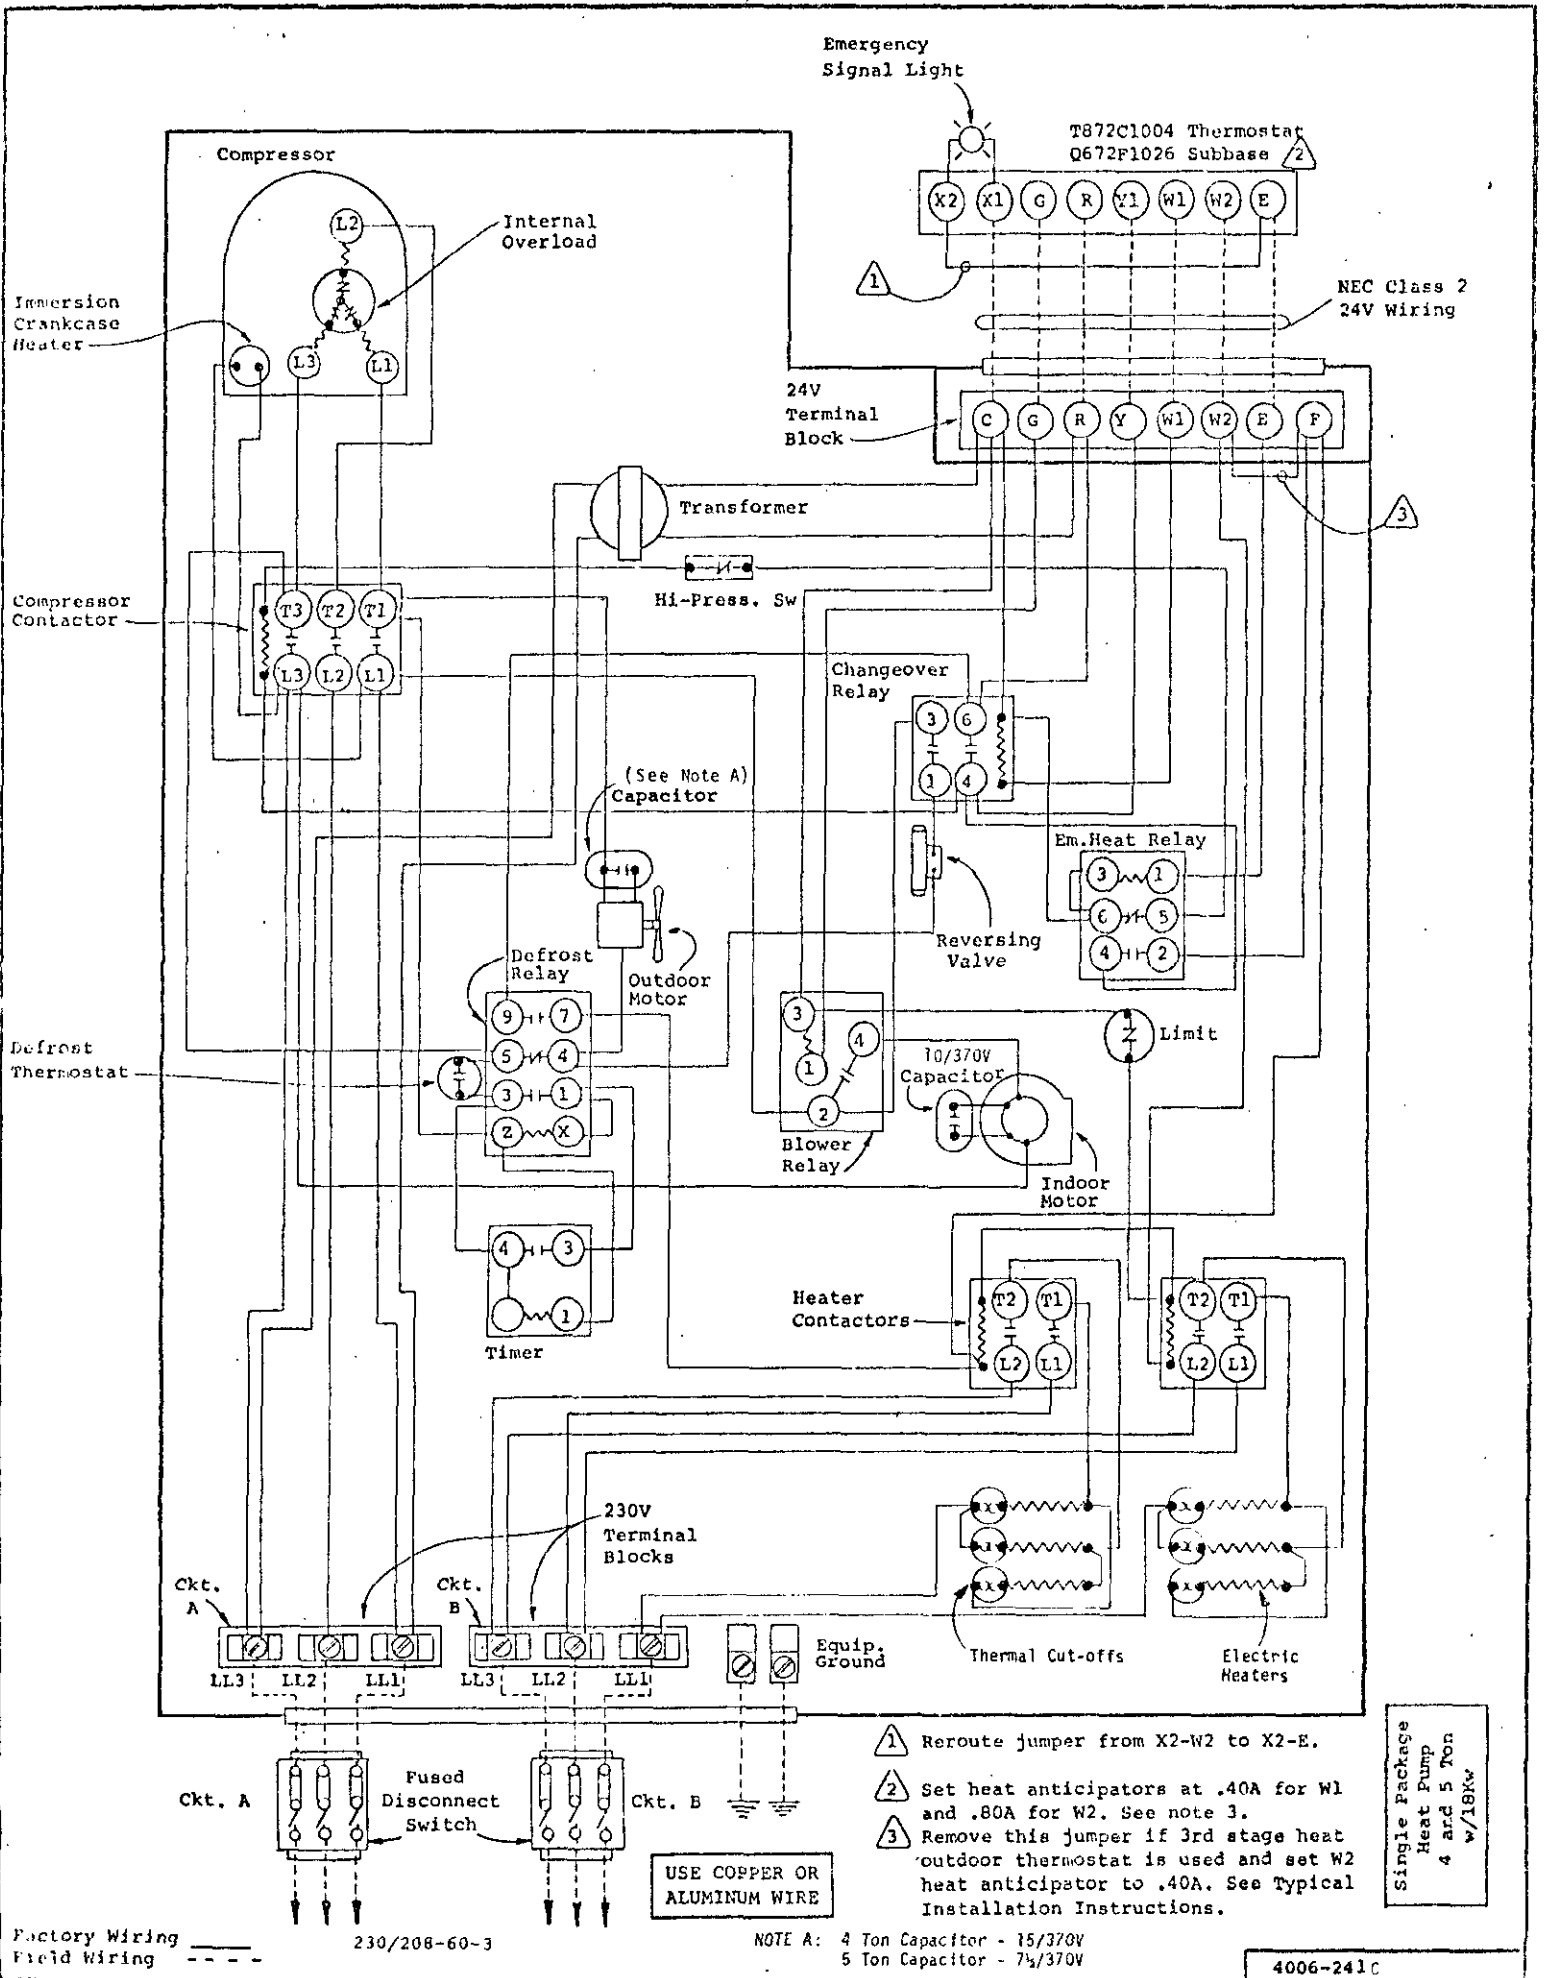 Emergency
Signal Light
T872C1004 Thermostat
Q672F1026 Subbase 2
X2 X1 G R Y1 W1 W2 E
1
NEC Class 2
24V Wiring
Compressor
L2
Internal
Overload
Immersion
Crankcase
Heater
L3 L1
24V
Terminal
Block
C G R Y W1 W2 E F
3
Transformer
Hi-Press. Sw
Compressor
Contactor
T3 T2 T1
L3 L2 L1
Changeover
Relay
3 6
1 4
(See Note A)
Capacitor
Em.Heat Relay
3 1
6 5
4 2
Reversing
Valve
Outdoor
Motor
Defrost
Relay
9 7
5 4
3 1
2 X
Defrost
Thermostat
3 4
1
2
Blower
Relay
10/370V
Capacitor
Limit
Indoor
Motor
4 3
1
Timer
Heater
Contactors
T2 T1
L2 L1
T2 T1
L2 L1
230V
Terminal
Blocks
Ckt.
A
Ckt.
B
LL3 LL2 LL1
LL3 LL2 LL1
Equip.
Ground
Thermal Cut-offs
Electric
Heaters
Ckt. A
Fused
Disconnect
Switch
Ckt. B
1 Reroute jumper from X2-W2 to X2-E.
2 Set heat anticipators at .40A for W1
and .80A for W2. See note 3.
3 Remove this jumper if 3rd stage heat
outdoor thermostat is used and set W2
heat anticipator to .40A. See Typical
Installation Instructions.
Single Package
Heat Pump
4 and 5 Ton
w/18Kw
USE COPPER OR
ALUMINUM WIRE
Factory Wiring
Field Wiring
230/208-60-3
NOTE A: 4 Ton Capacitor - 15/370V
5 Ton Capacitor - 7½/370V
4006-241C